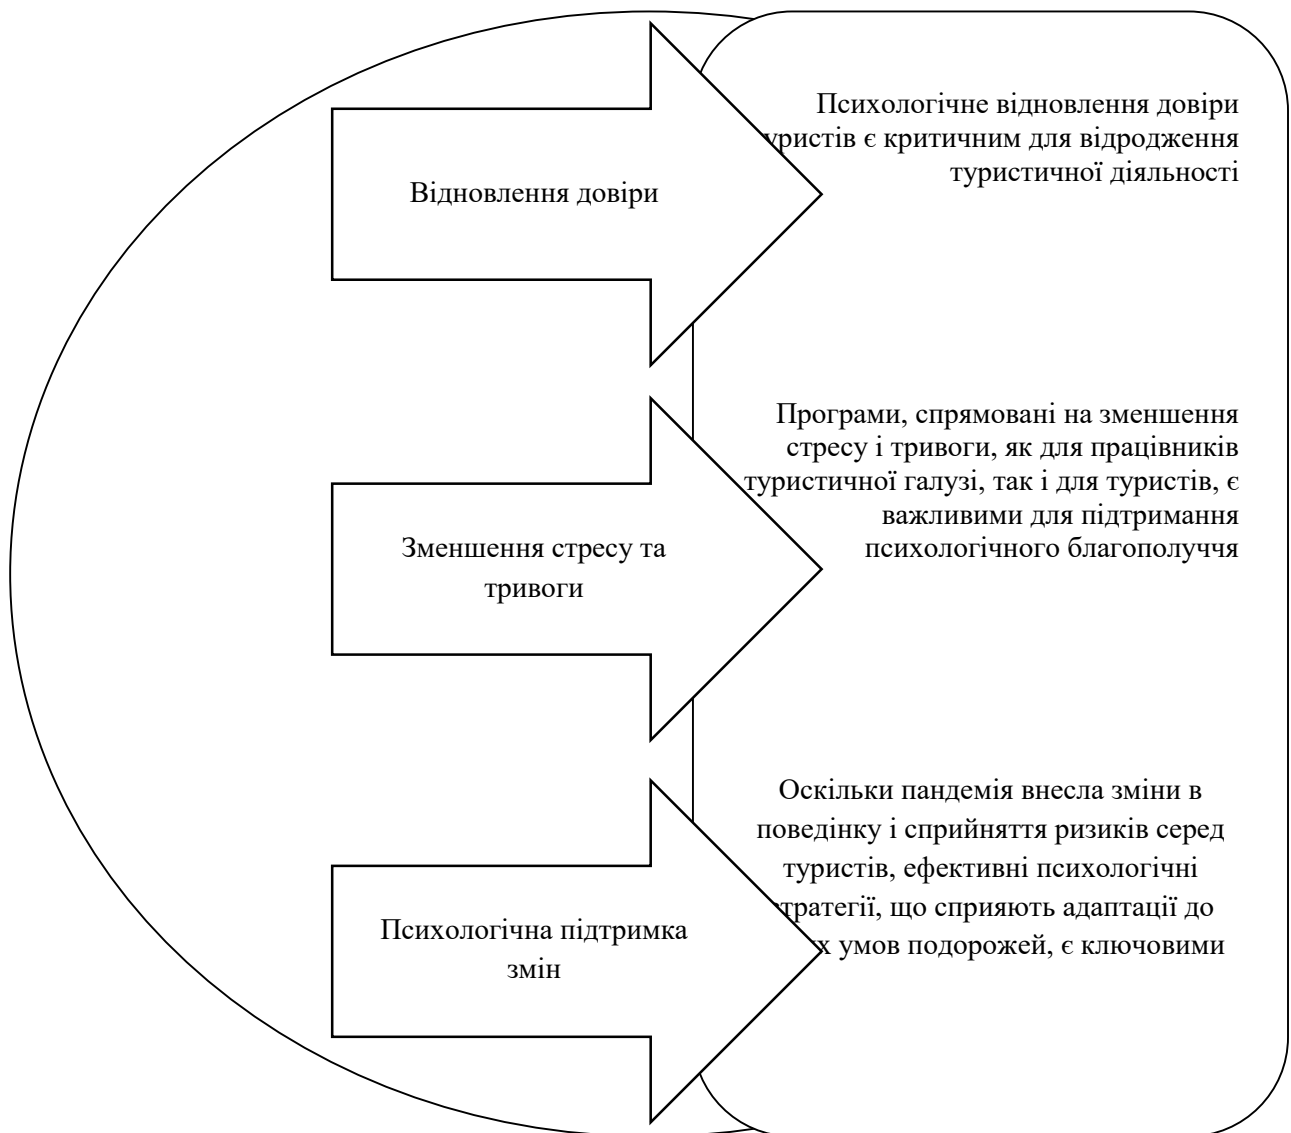 Відновлення довіри
Психологічне відновлення довіри
уристів є критичним для відродження
туристичної діяльності
Зменшення стресу та
тривоги
Програми, спрямовані на зменшення
стресу і тривоги, як для працівників
туристичної галузі, так і для туристів, є
важливими для підтримання
психологічного благополуччя
Психологічна підтримка
змін
Оскільки пандемія внесла зміни в
поведінку і сприйняття ризиків серед
туристів, ефективні психологічні
тратегії, що сприяють адаптації до
х умов подорожей, є ключовими